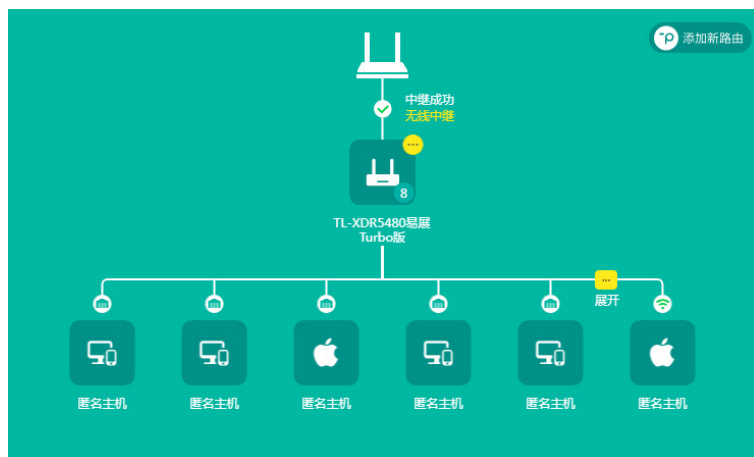 添加新路由
中继成功
无线中继
...
8
TL-XDR5480易展
Turbo版
...
展开
匿名主机 匿名主机 匿名主机 匿名主机 匿名主机 匿名主机